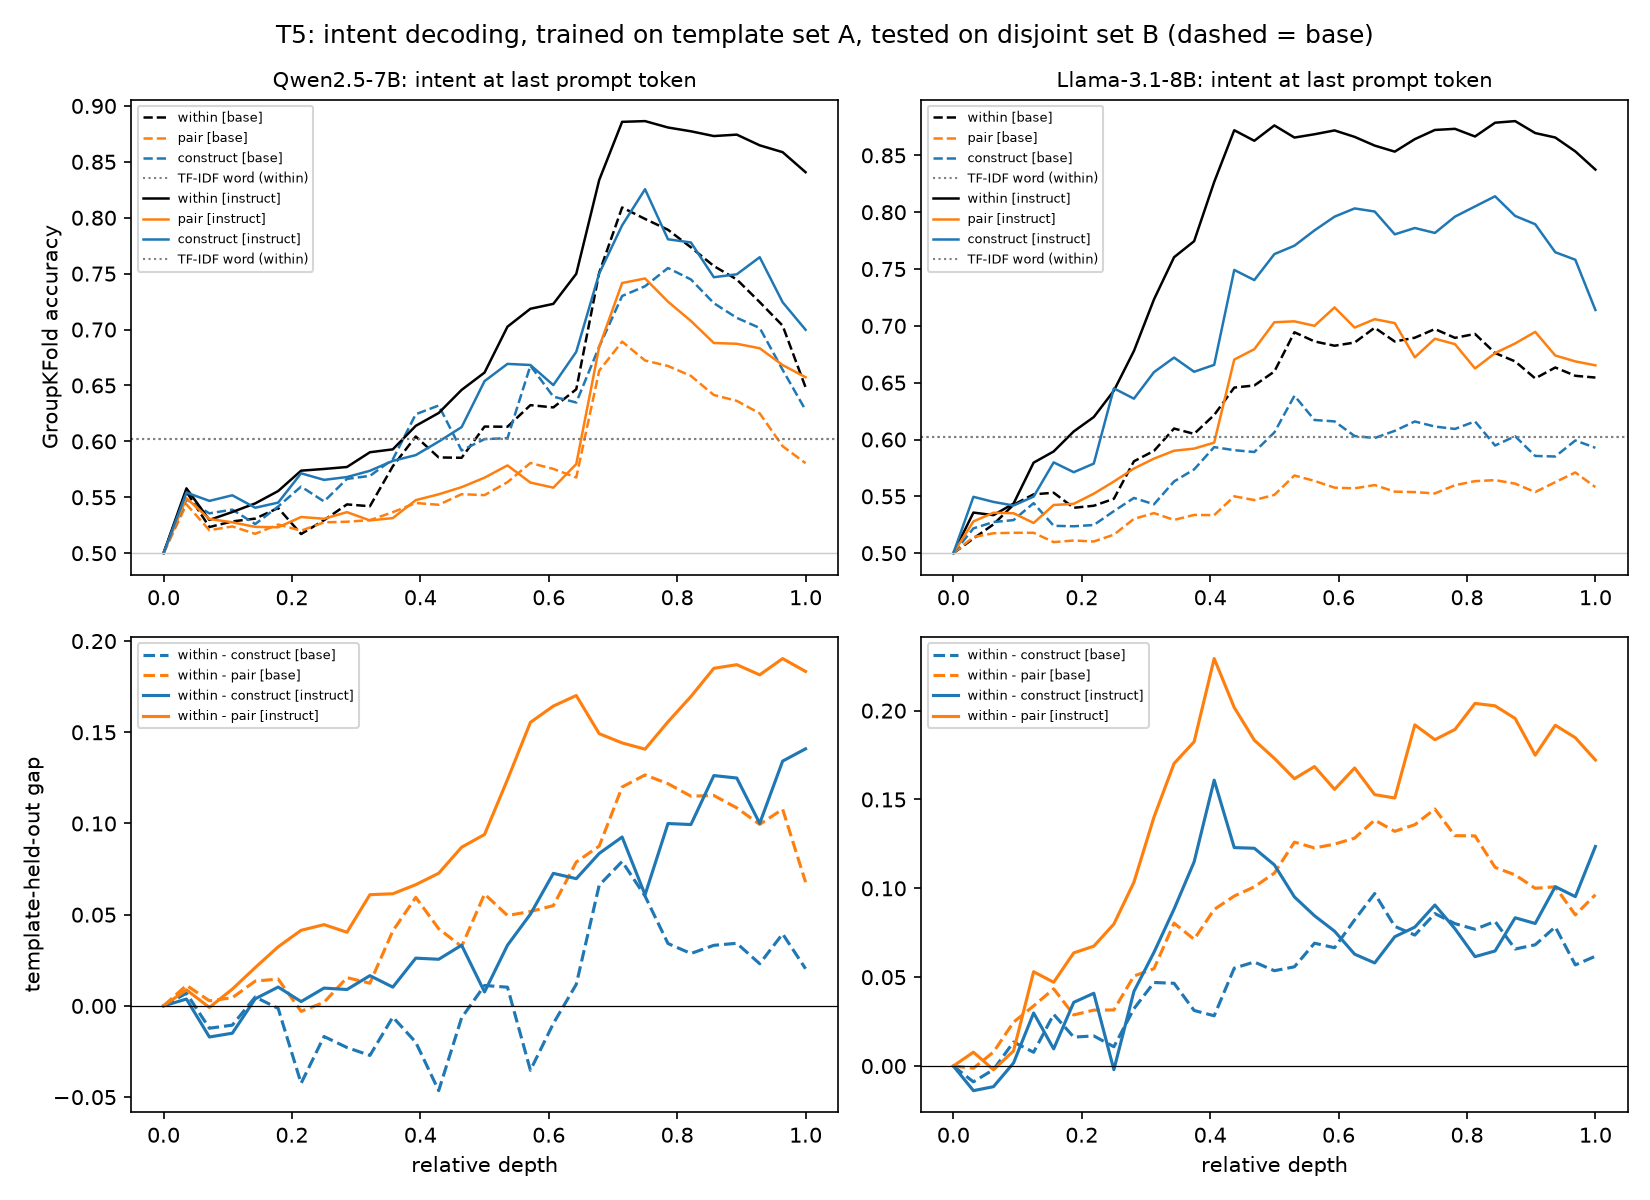 T5: intent decoding, trained on template set A, tested on disjoint set B (dashed = base)
Qwen2.5-7B: intent at last prompt token
GroupKFold accuracy
0.90
0.85
0.80
0.75
0.70
0.65
0.60
0.55
0.50
within [base]
pair [base]
construct [base]
TF-IDF word (within)
within [instruct]
pair [instruct]
construct [instruct]
TF-IDF word (within)
0.0 0.2 0.4 0.6 0.8 1.0
Llama-3.1-8B: intent at last prompt token
0.85
0.80
0.75
0.70
0.65
0.60
0.55
0.50
within [base]
pair [base]
construct [base]
TF-IDF word (within)
within [instruct]
pair [instruct]
construct [instruct]
TF-IDF word (within)
0.0 0.2 0.4 0.6 0.8 1.0
template-held-out gap
0.20
0.15
0.10
0.05
0.00
−0.05
within - construct [base]
within - pair [base]
within - construct [instruct]
within - pair [instruct]
0.0 0.2 0.4 0.6 0.8 1.0
relative depth
0.20
0.15
0.10
0.05
0.00
within - construct [base]
within - pair [base]
within - construct [instruct]
within - pair [instruct]
0.0 0.2 0.4 0.6 0.8 1.0
relative depth